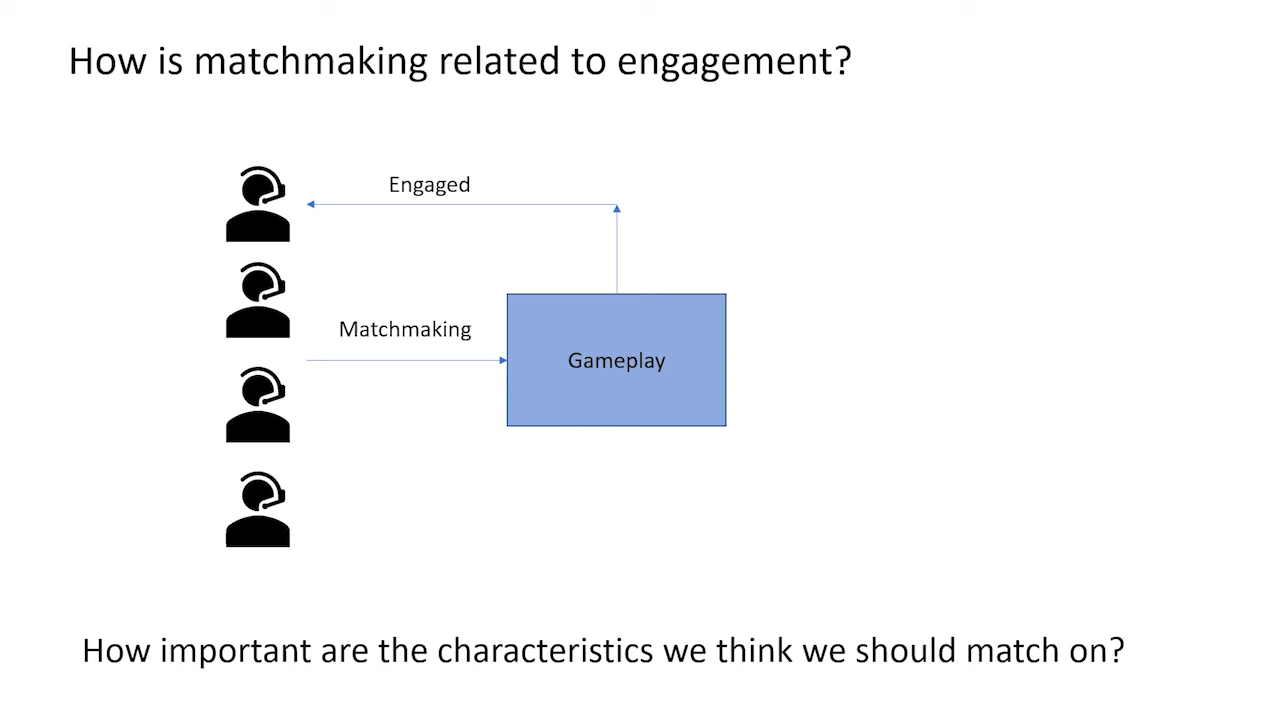 How is matchmaking related to engagement?
Engaged
Matchmaking
Gameplay
How important are the characteristics we think we should match on?